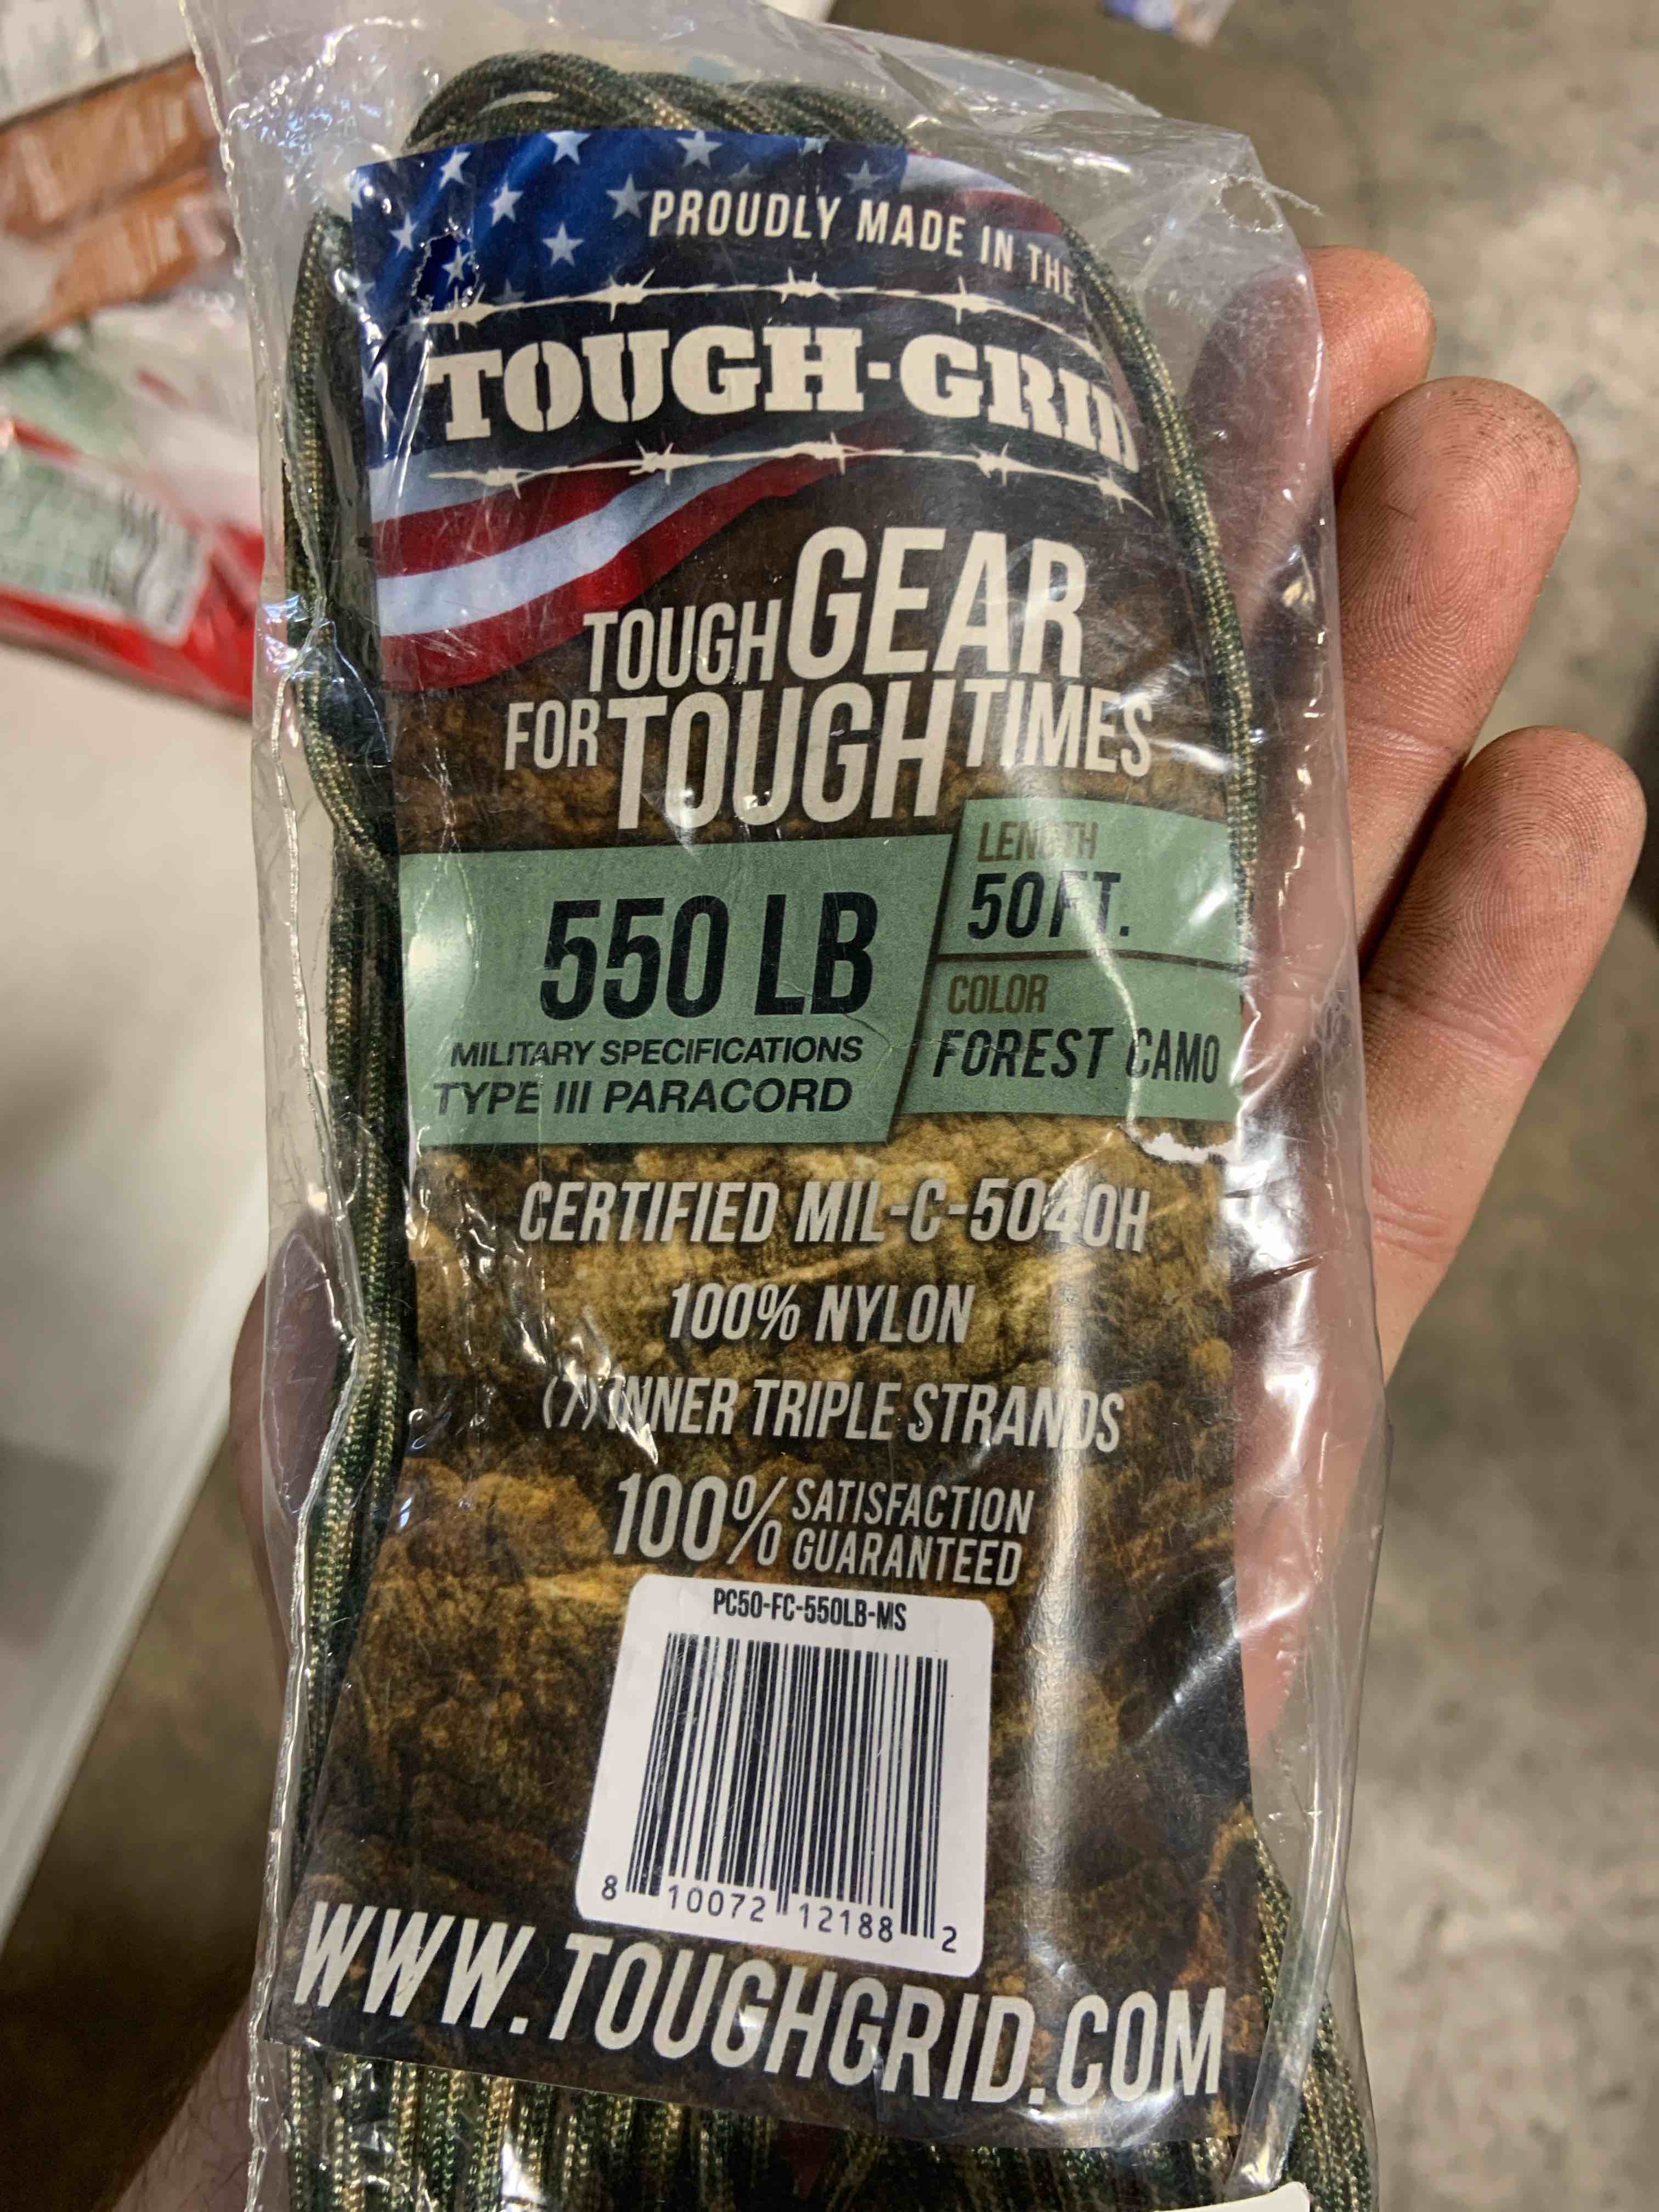 PROUDLY MADE IN THE
TOUGH-GRID
TOUGH GEAR
FOR TOUGH TIMES
LENGTH
50 FT.
550 LB
MILITARY SPECIFICATIONS
TYPE III PARACORD
COLOR
FOREST CAMO
CERTIFIED MIL-C-5040H
100% NYLON
(7) INNER TRIPLE STRANDS
100% SATISFACTION
GUARANTEED
PC50-FC-550LB-MS
8 10072 12188 2
WWW.TOUGHGRID.COM